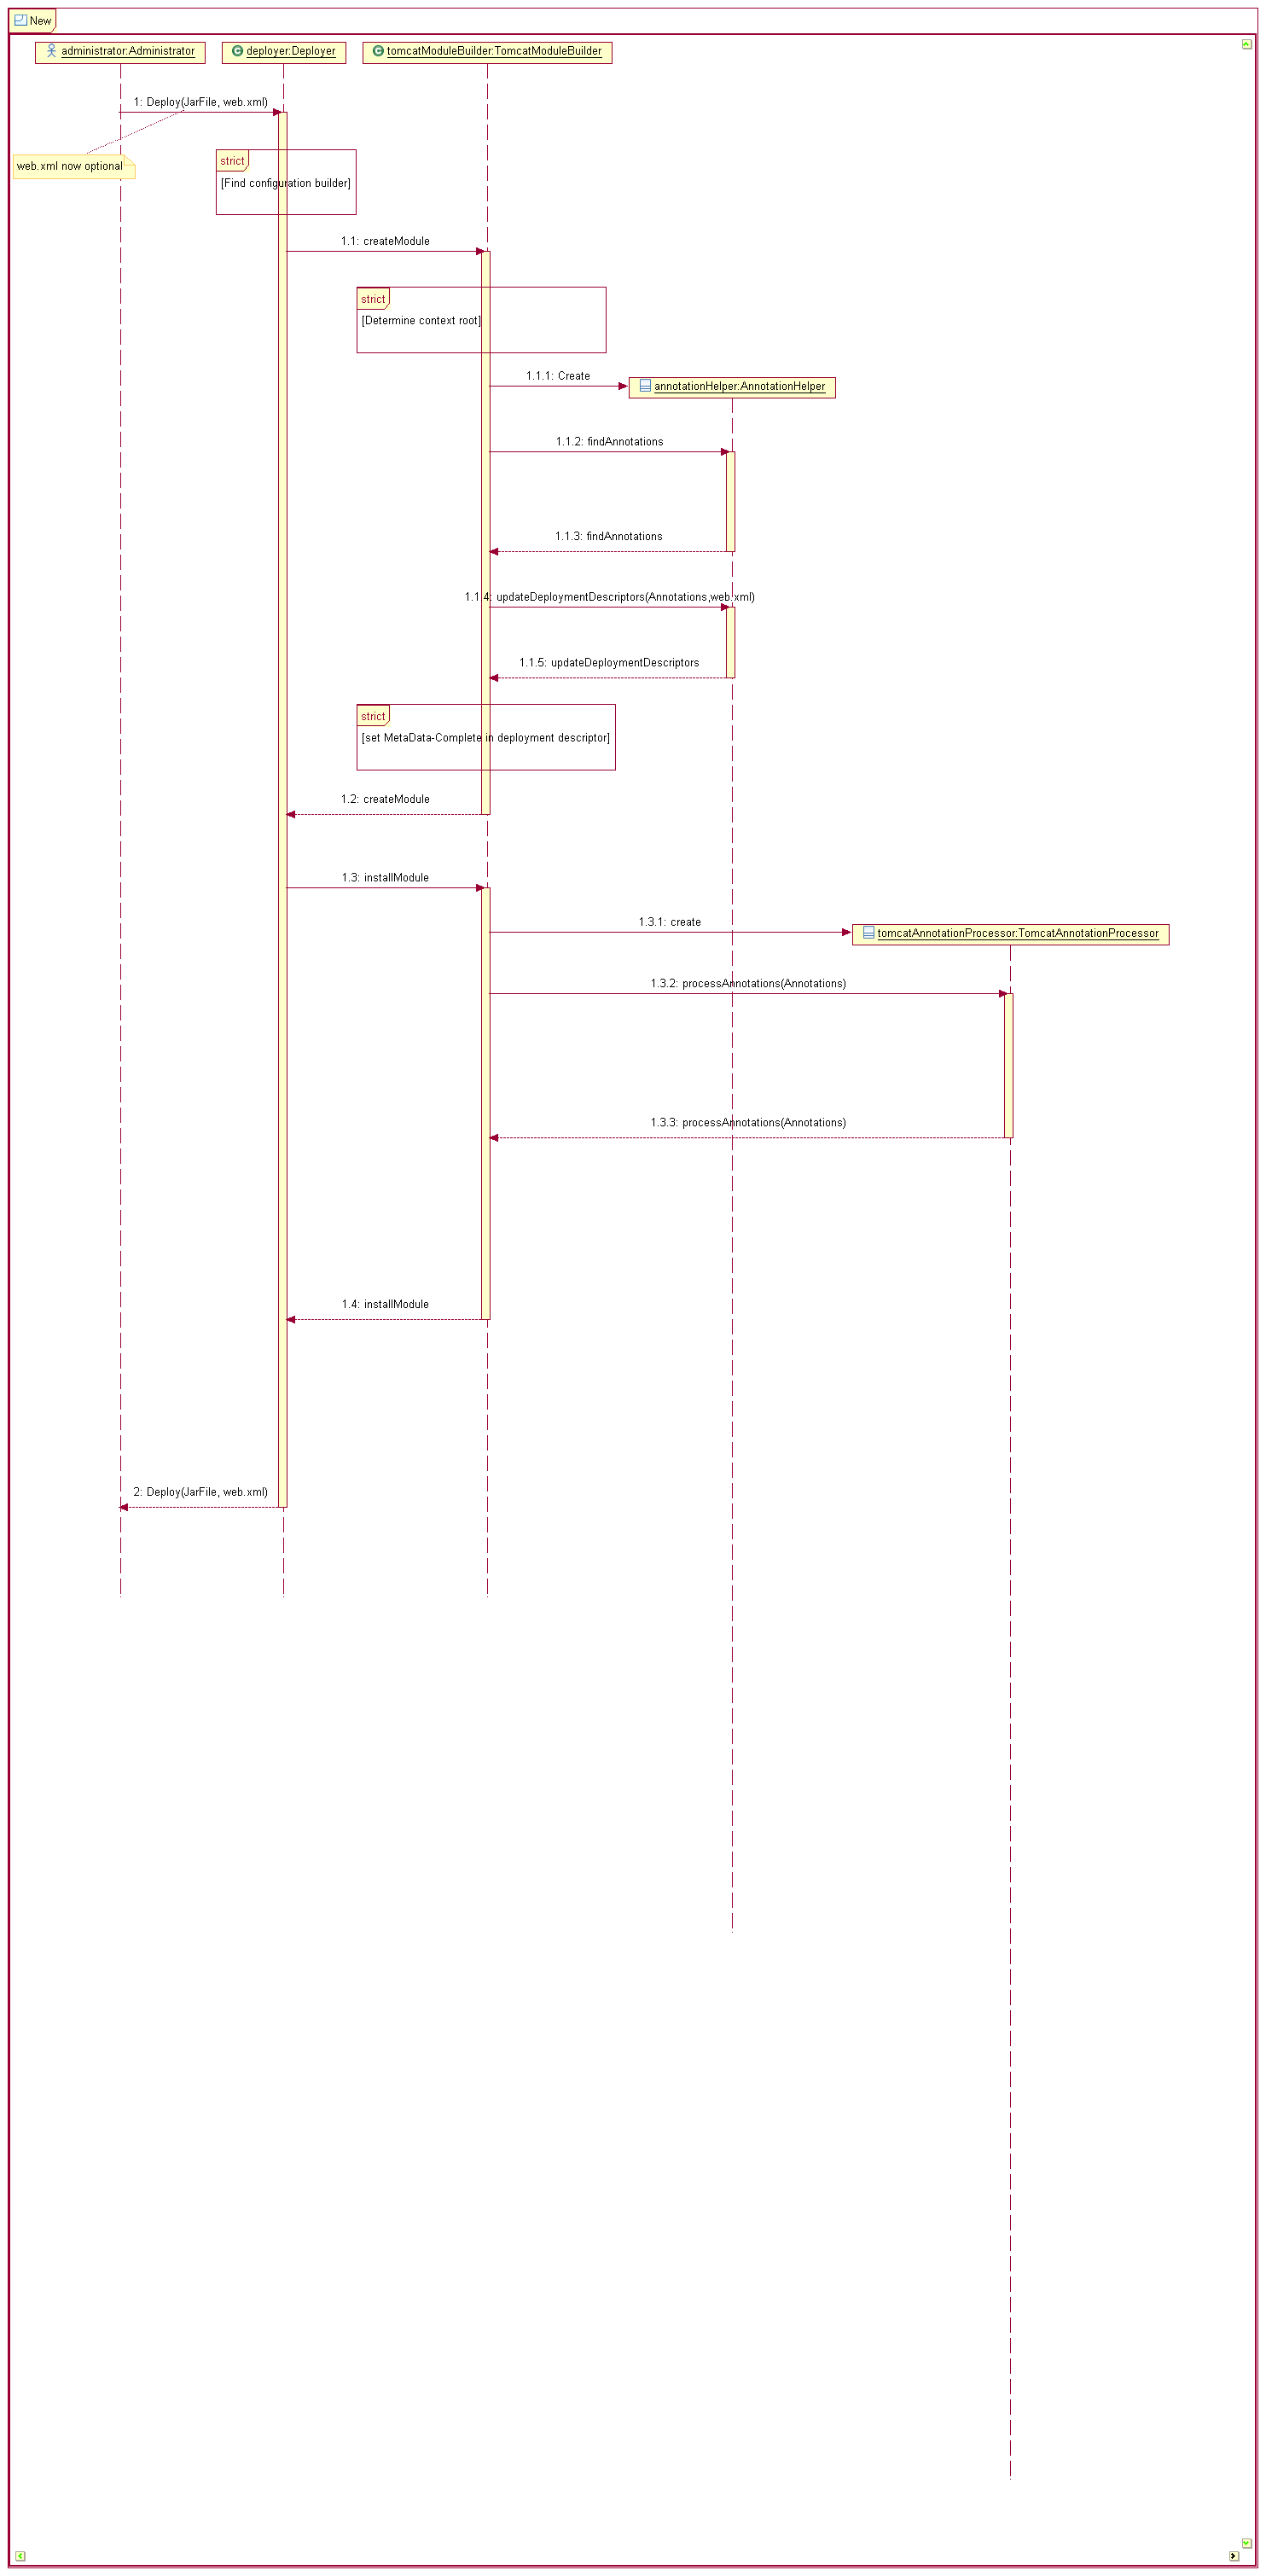 New
administrator:Administrator
deployer:Deployer
tomcatModuleBuilder:TomcatModuleBuilder
1: Deploy(JarFile, web.xml)
web.xml now optional
strict
[Find configuration builder]
1.1: createModule
strict
[Determine context root]
1.1.1: Create
annotationHelper:AnnotationHelper
1.1.2: findAnnotations
1.1.3: findAnnotations
1.1.4: updateDeploymentDescriptors(Annotations,web.xml)
1.1.5: updateDeploymentDescriptors
strict
[set MetaData-Complete in deployment descriptor]
1.2: createModule
1.3: installModule
1.3.1: create
tomcatAnnotationProcessor:TomcatAnnotationProcessor
1.3.2: processAnnotations(Annotations)
1.3.3: processAnnotations(Annotations)
1.4: installModule
2: Deploy(JarFile, web.xml)